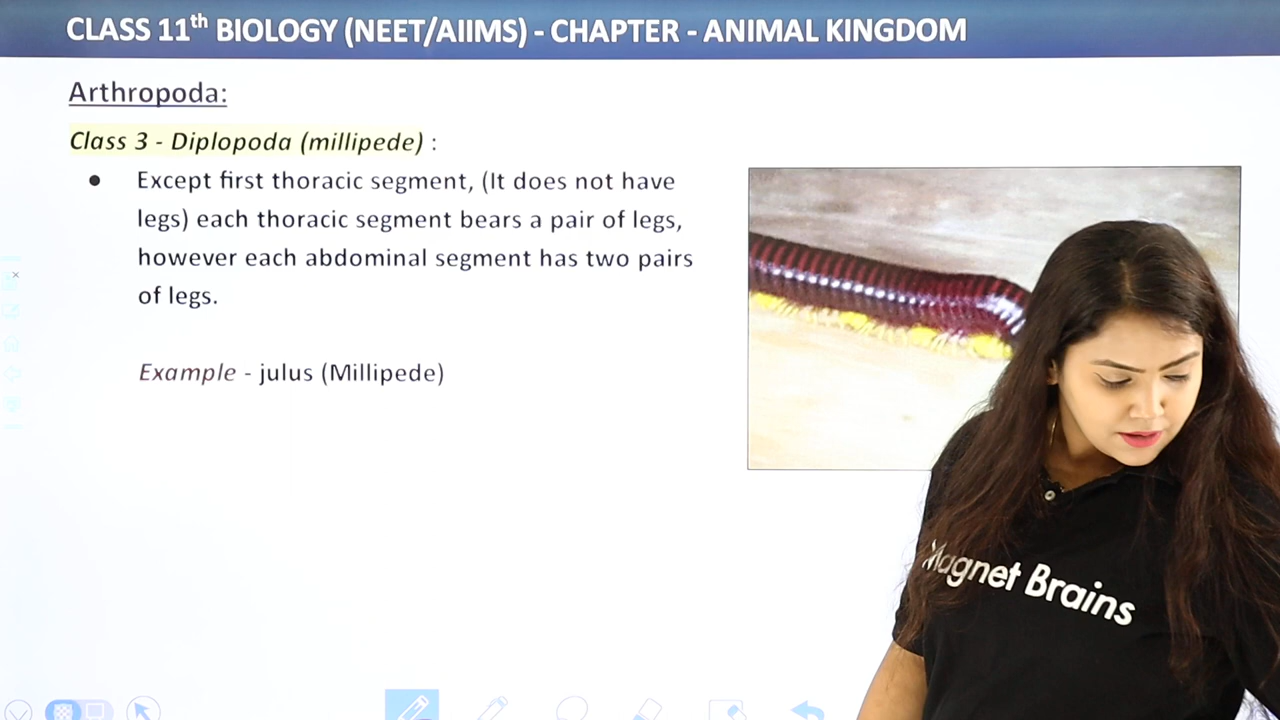 CLASS 11th BIOLOGY (NEET/AIIMS) - CHAPTER - ANIMAL KINGDOM
Arthropoda:
Class 3 - Diplopoda (millipede) :
● Except first thoracic segment, (It does not have
legs) each thoracic segment bears a pair of legs,
however each abdominal segment has two pairs
of legs.
Example - julus (Millipede)
Magnet Brains